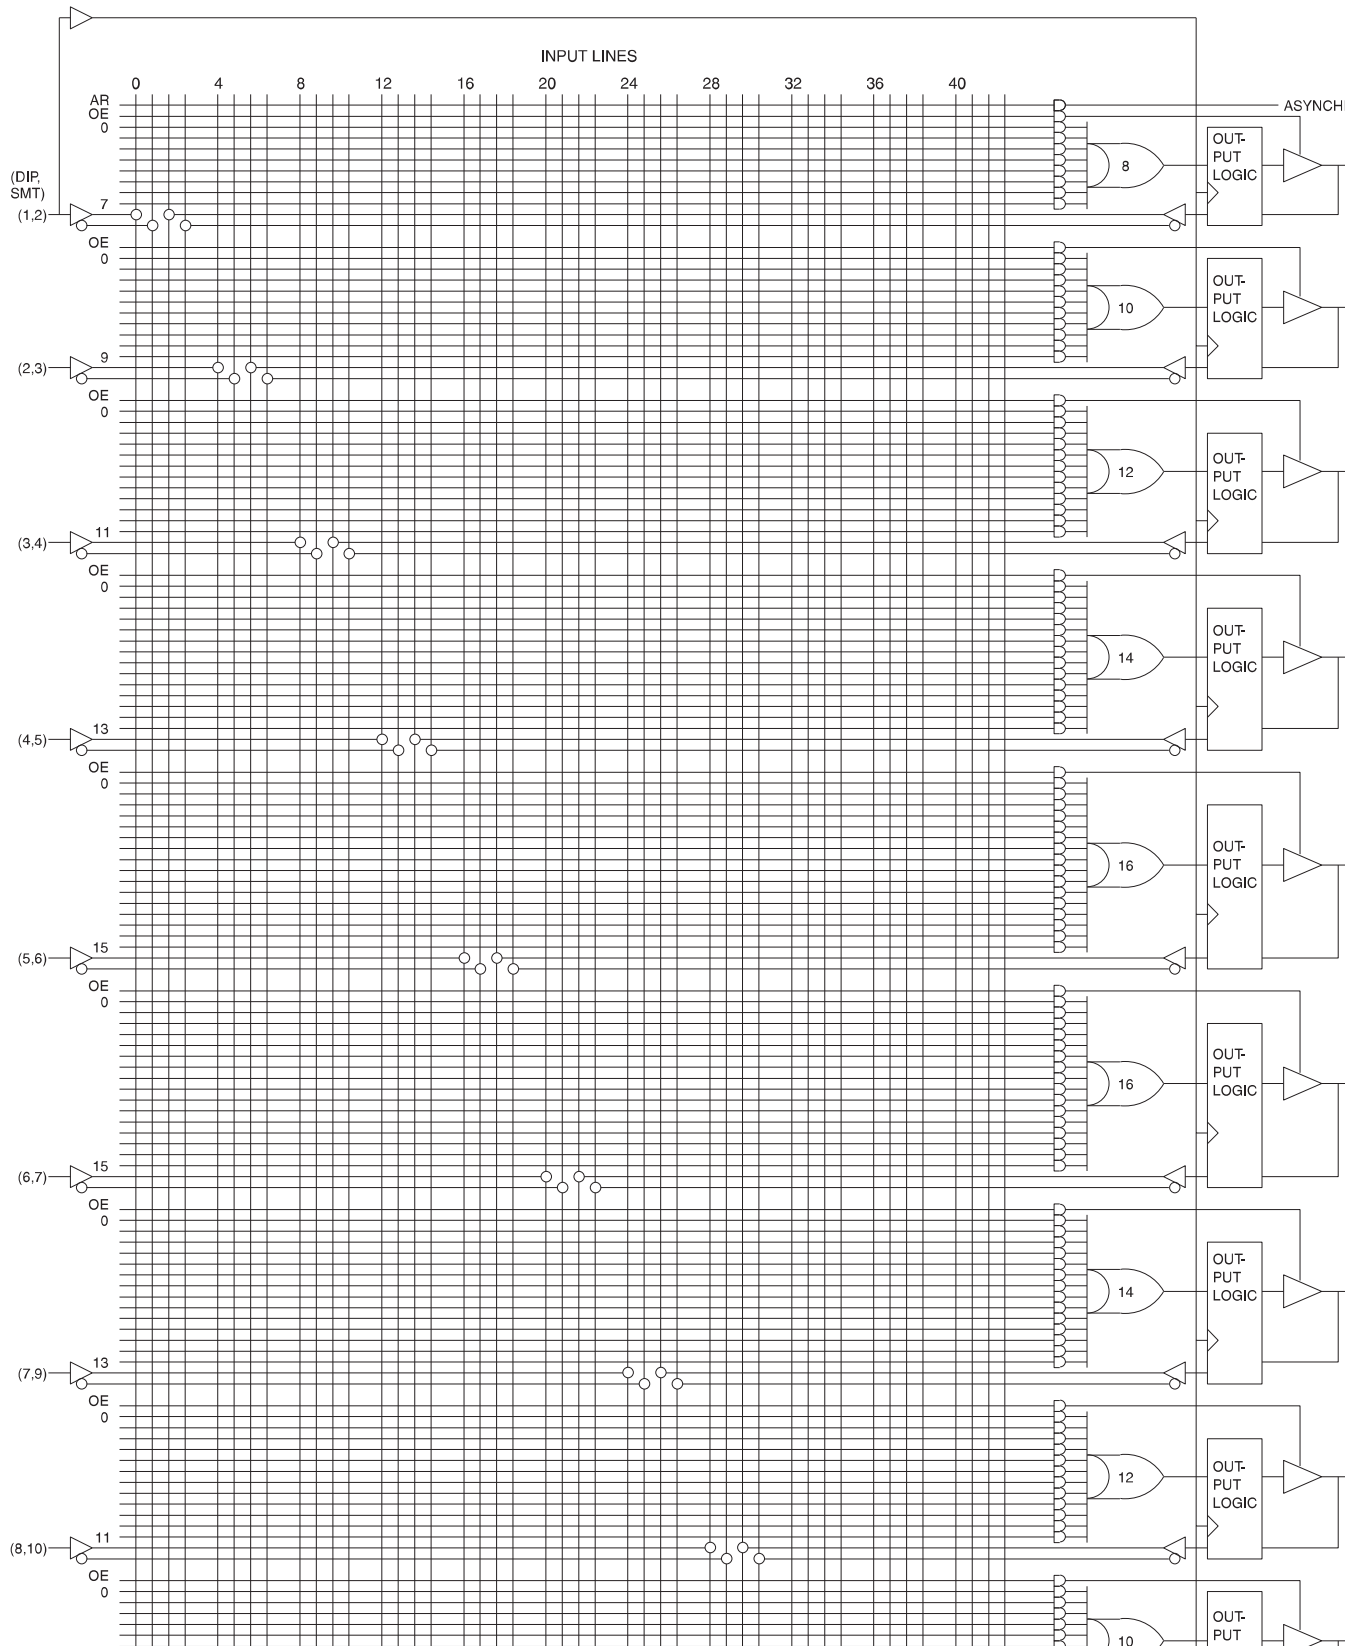 INPUT LINES
0 4 8 12 16 20 24 28 32 36 40
AR
OE
0
ASYNCH
8
OUT-
PUT
LOGIC
(DIP,
SMT)
7
(1,2)
OE
0
10
OUT-
PUT
LOGIC
9
(2,3)
OE
0
12
OUT-
PUT
LOGIC
11
(3,4)
OE
0
14
OUT-
PUT
LOGIC
13
(4,5)
OE
0
16
OUT-
PUT
LOGIC
15
(5,6)
OE
0
16
OUT-
PUT
LOGIC
15
(6,7)
OE
0
14
OUT-
PUT
LOGIC
13
(7,9)
OE
0
12
OUT-
PUT
LOGIC
11
(8,10)
OE
0
10
OUT-
PUT